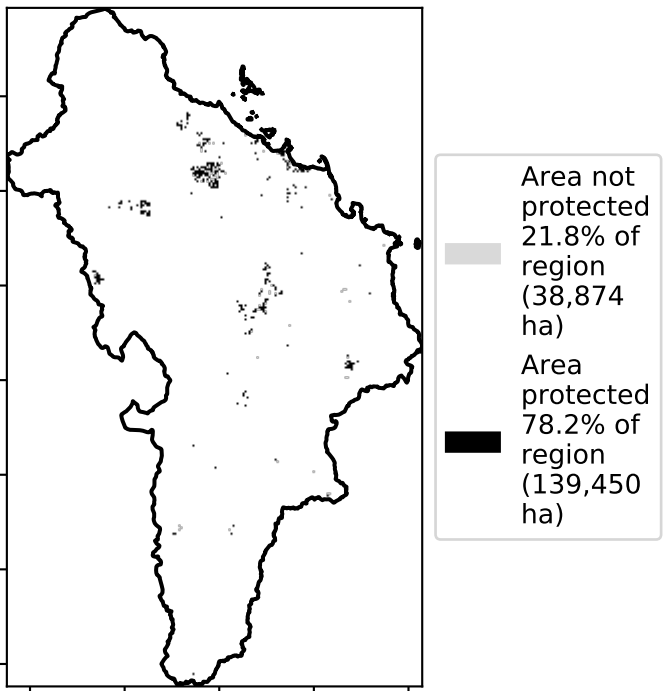 Area not
protected
21.8% of
region
(38,874
ha)
Area
protected
78.2% of
region
(139,450
ha)